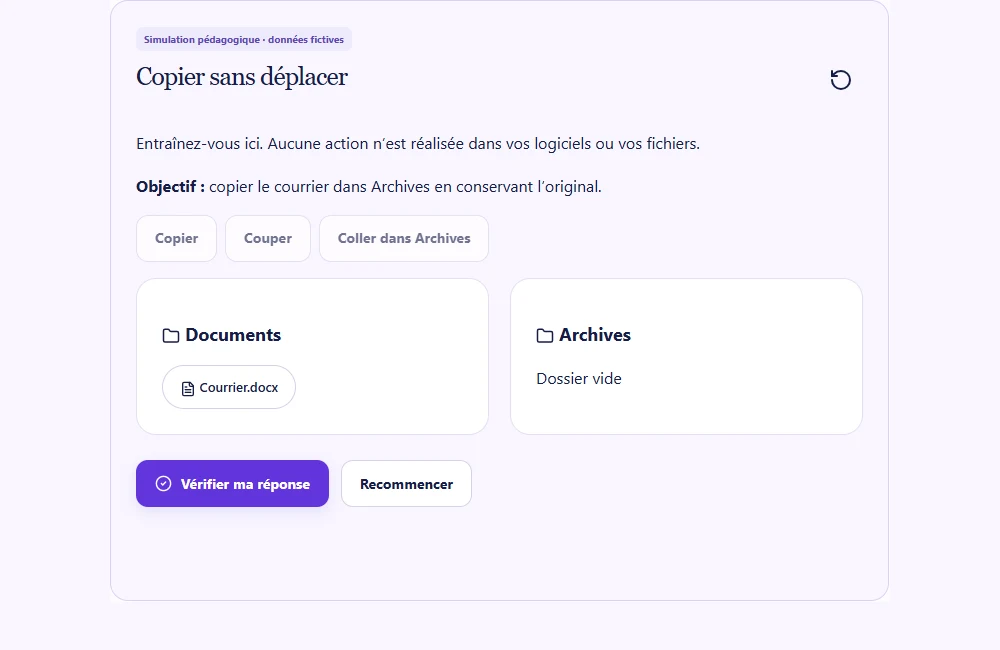 Simulation pédagogique · données fictives
Copier sans déplacer
Entraînez-vous ici. Aucune action n’est réalisée dans vos logiciels ou vos fichiers.
Objectif : copier le courrier dans Archives en conservant l’original.
Copier
Couper
Coller dans Archives
Documents
Courrier.docx
Archives
Dossier vide
Vérifier ma réponse
Recommencer